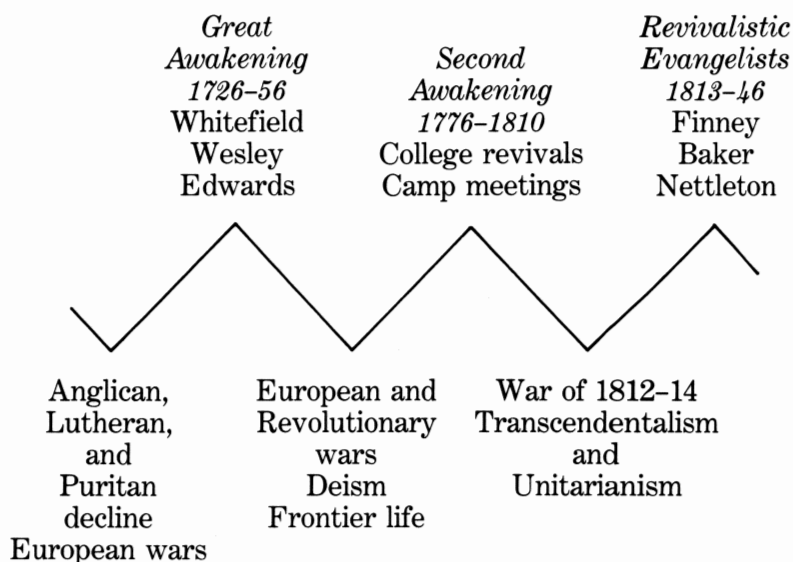 Great
Awakening
1726–56
Whitefield
Wesley
Edwards
Second
Awakening
1776–1810
College revivals
Camp meetings
Revivalistic
Evangelists
1813–46
Finney
Baker
Nettleton
Anglican,
Lutheran,
and
Puritan
decline
European wars
European and
Revolutionary
wars
Deism
Frontier life
War of 1812–14
Transcendentalism
and
Unitarianism